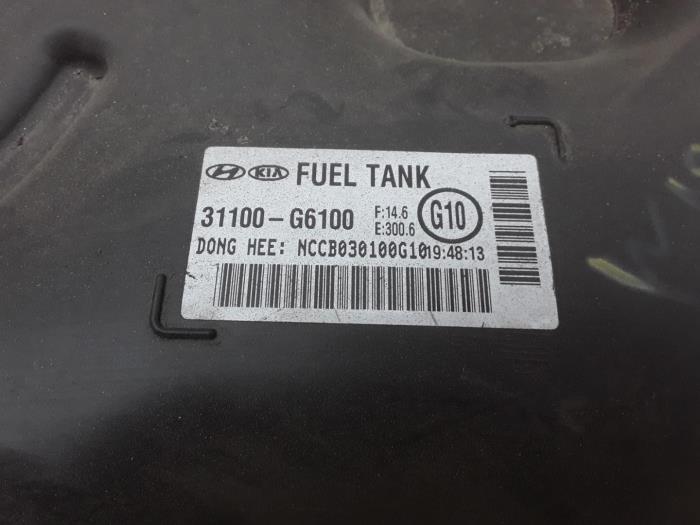 KIA FUEL TANK
31100-G6100 F:14.6 G10
E:300.6
DONG HEE: NCCB030100G10 19:48:13